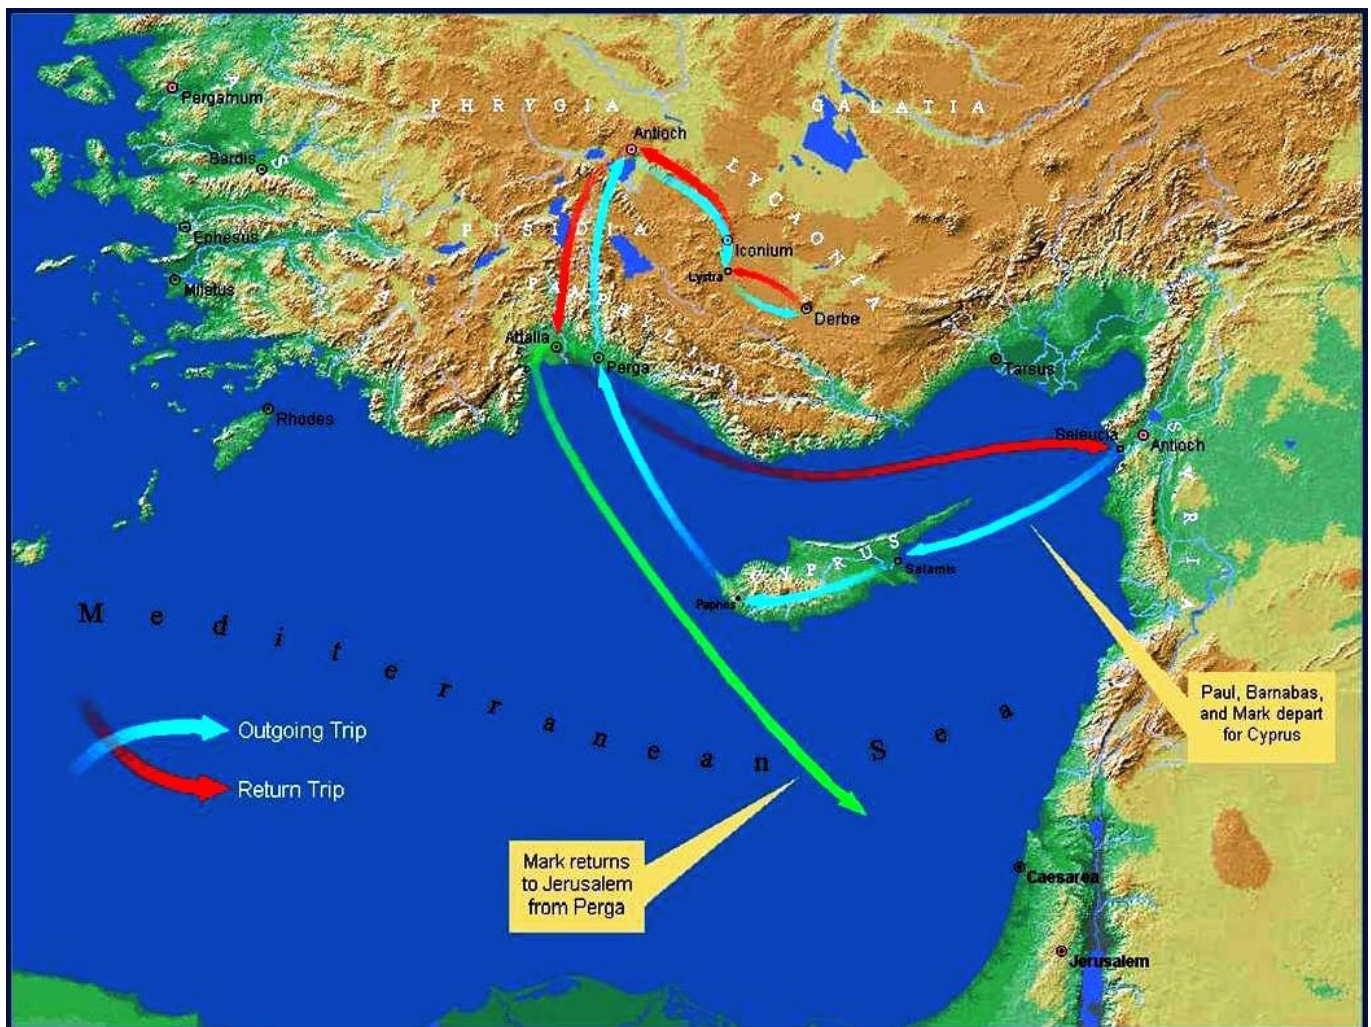 Pergamum
A S I A
PHRYGIA
GALATIA
Antioch
Bardis
LYCAONIA
Ephesus
PISIDIA
Iconium
Lystra
Miletus
PAMPHYLIA
Derbe
Attalia
Perga
Tarsus
Rhodes
Seleucia
Antioch
SYRIA
CYPRUS
Salamis
Paphos
Mediterranean Sea
Paul, Barnabas,
and Mark depart
for Cyprus
Outgoing Trip
Return Trip
Mark returns
to Jerusalem
from Perga
Caesarea
Jerusalem